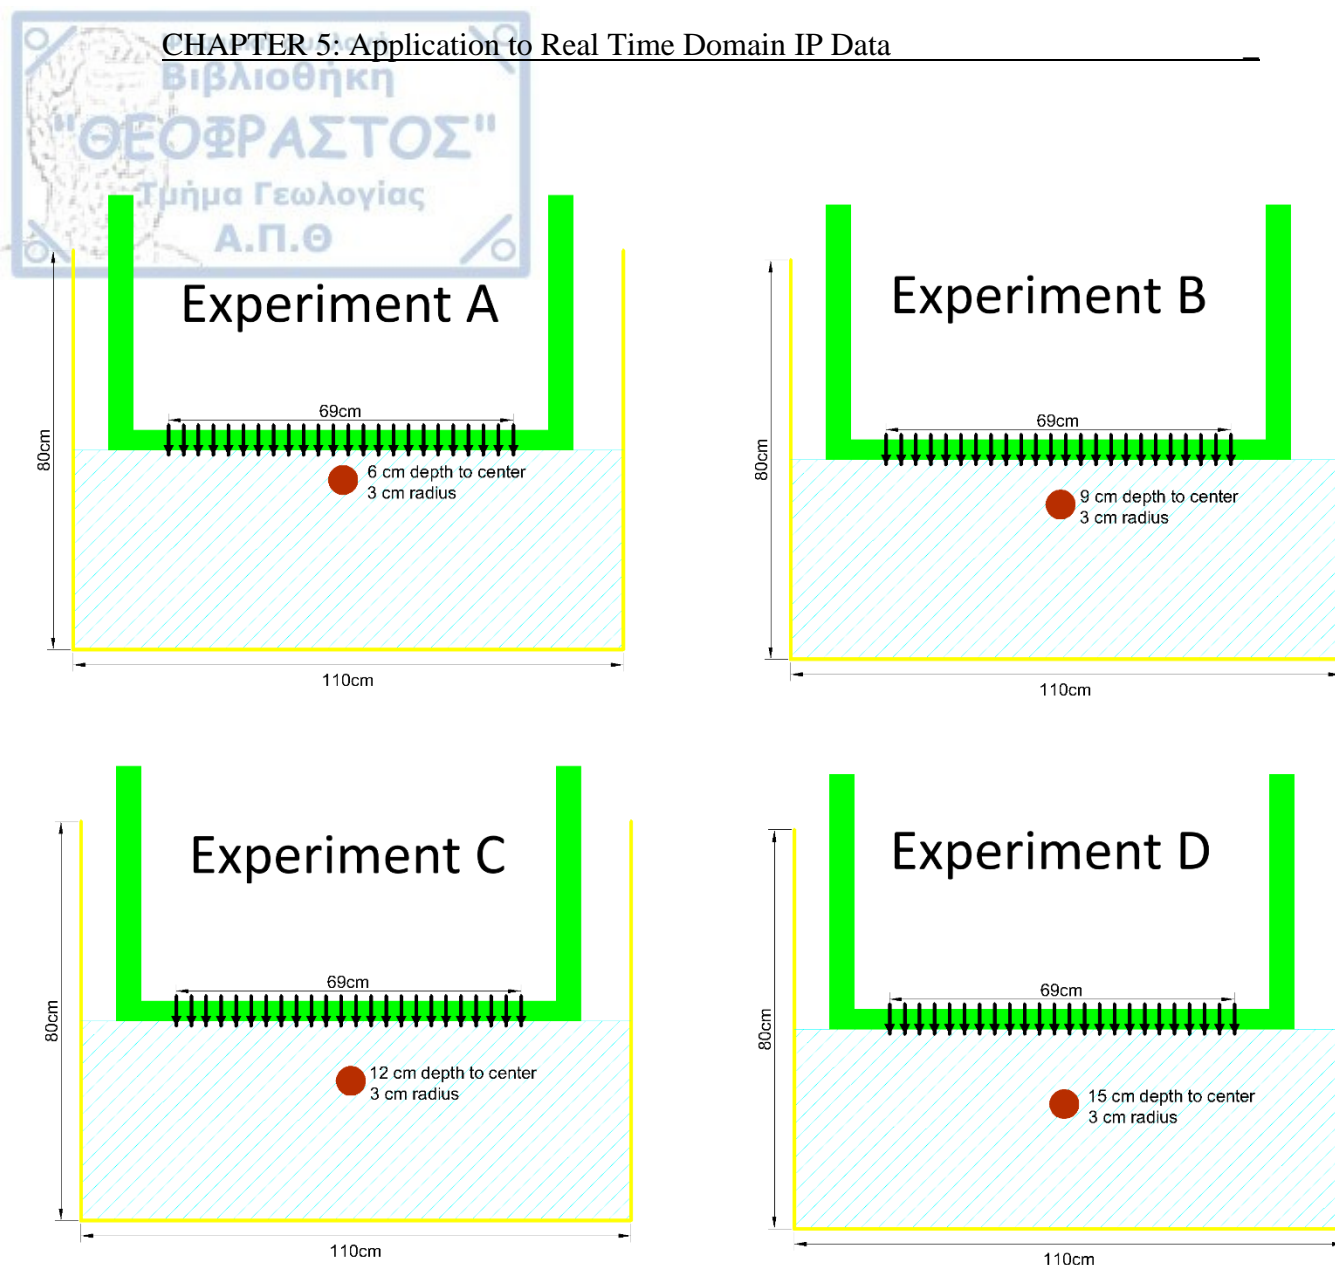 CHAPTER 5: Application to Real Time Domain IP Data
Βιβλιοθήκη
"ΘΕΟΦΡΑΣΤΟΣ"
Τμήμα Γεωλογίας
Α.Π.Θ
Experiment A
69cm
80cm
6 cm depth to center
3 cm radius
110cm
Experiment B
69cm
80cm
9 cm depth to center
3 cm radius
110cm
Experiment C
69cm
80cm
12 cm depth to center
3 cm radius
110cm
Experiment D
69cm
80cm
15 cm depth to center
3 cm radius
110cm